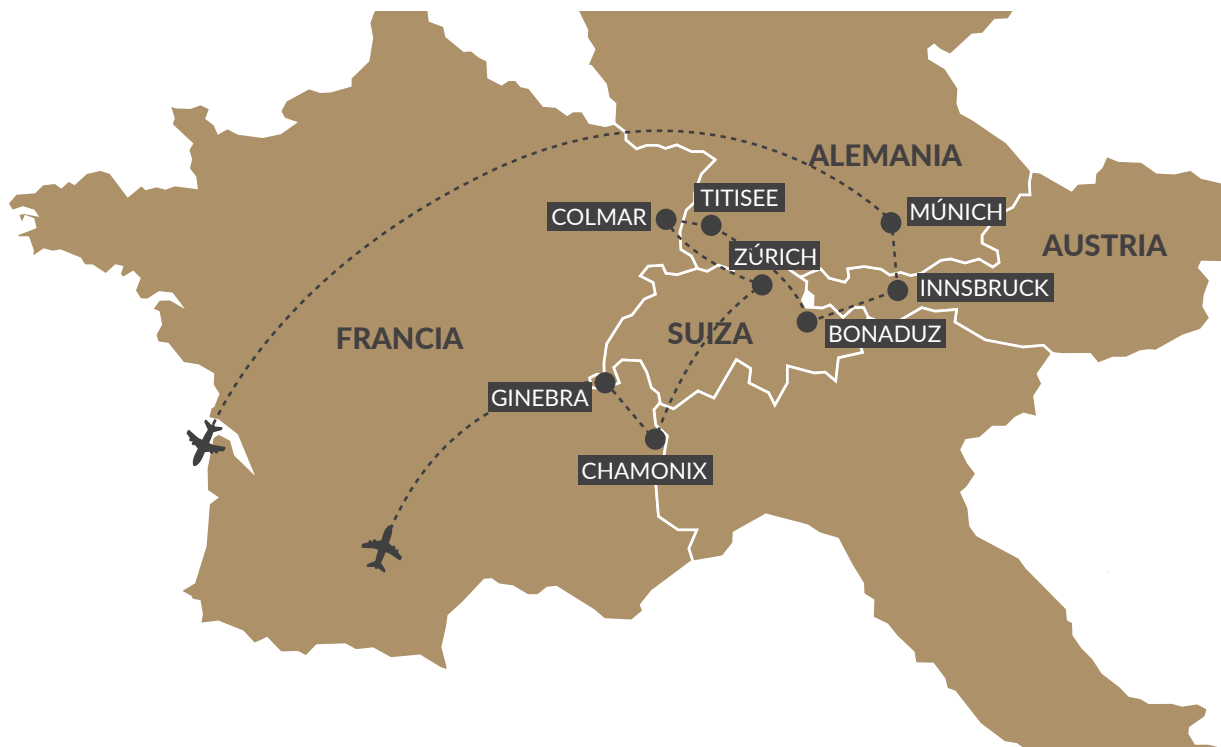 ALEMANIA
TITISEE
COLMAR
MÚNICH
AUSTRIA
ZÚRICH
INNSBRUCK
FRANCIA
SUIZA
BONADUZ
GINEBRA
CHAMONIX